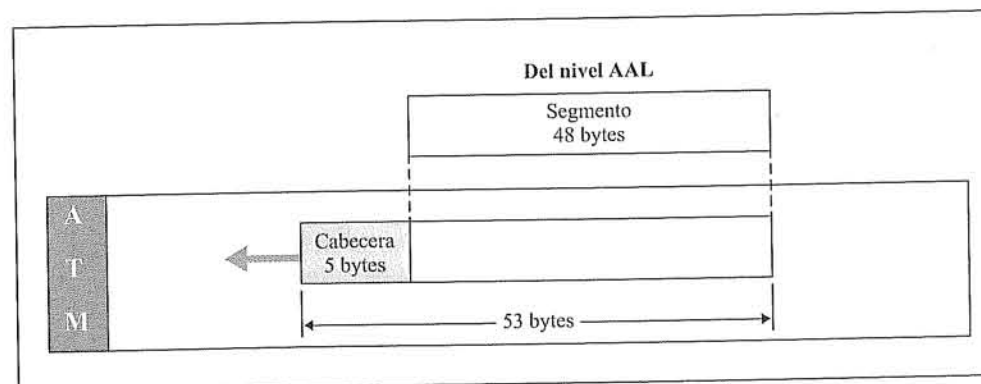 Del nivel AAL
Segmento
48 bytes
A
T
M
Cabecera
5 bytes
53 bytes